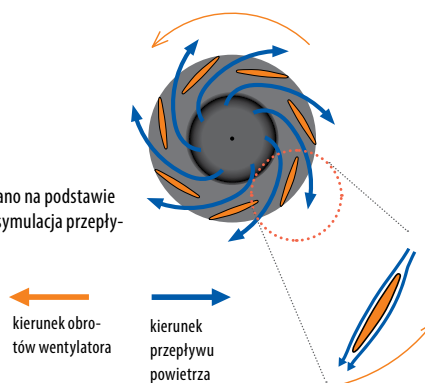 ano na podstawie
symulacja przepły-
kierunek obro-
tów wentylatora
kierunek
przepływu
powietrza